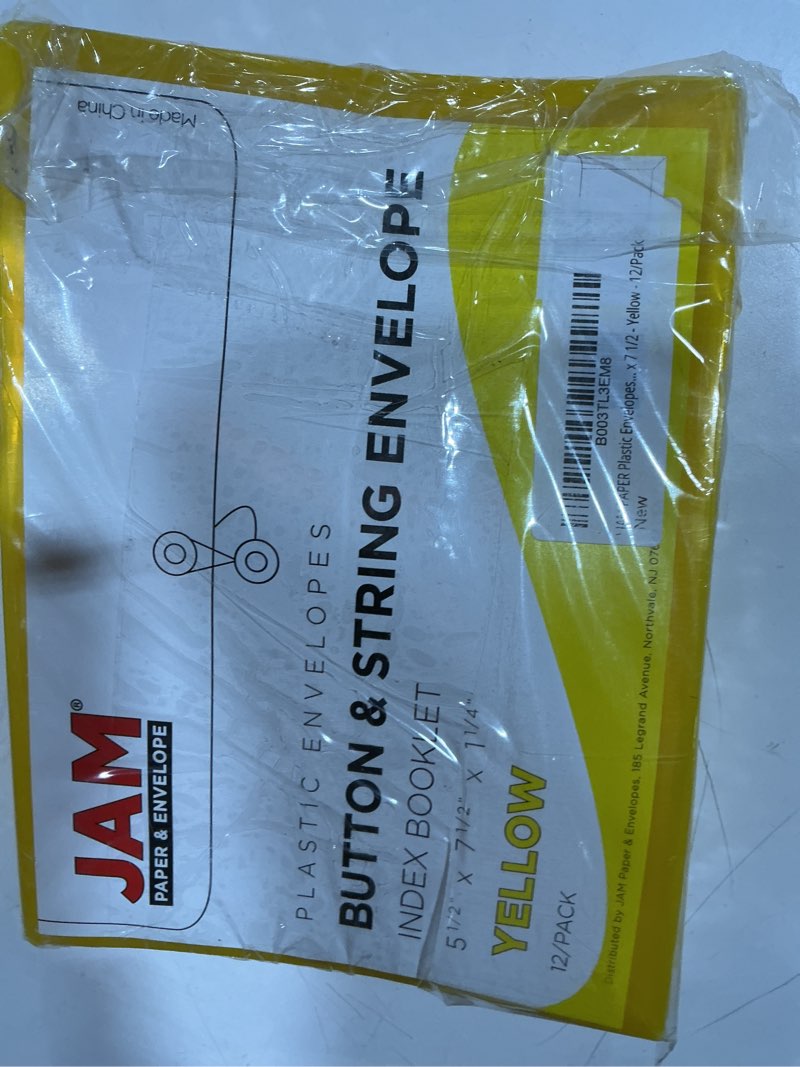 Made in China
JAM®
PAPER & ENVELOPE
PLASTIC ENVELOPES
BUTTON & STRING ENVELOPE
INDEX BOOKLET
5 1/2" X 7 1/2" X 1 1/4"
YELLOW
12/PACK
B003TL3EM8
PAPER Plastic Envelopes... x 7 1/2 - Yellow - 12/Pack
New
Distributed by JAM Paper & Envelopes, 185 Legrand Avenue, Northvale, NJ 076